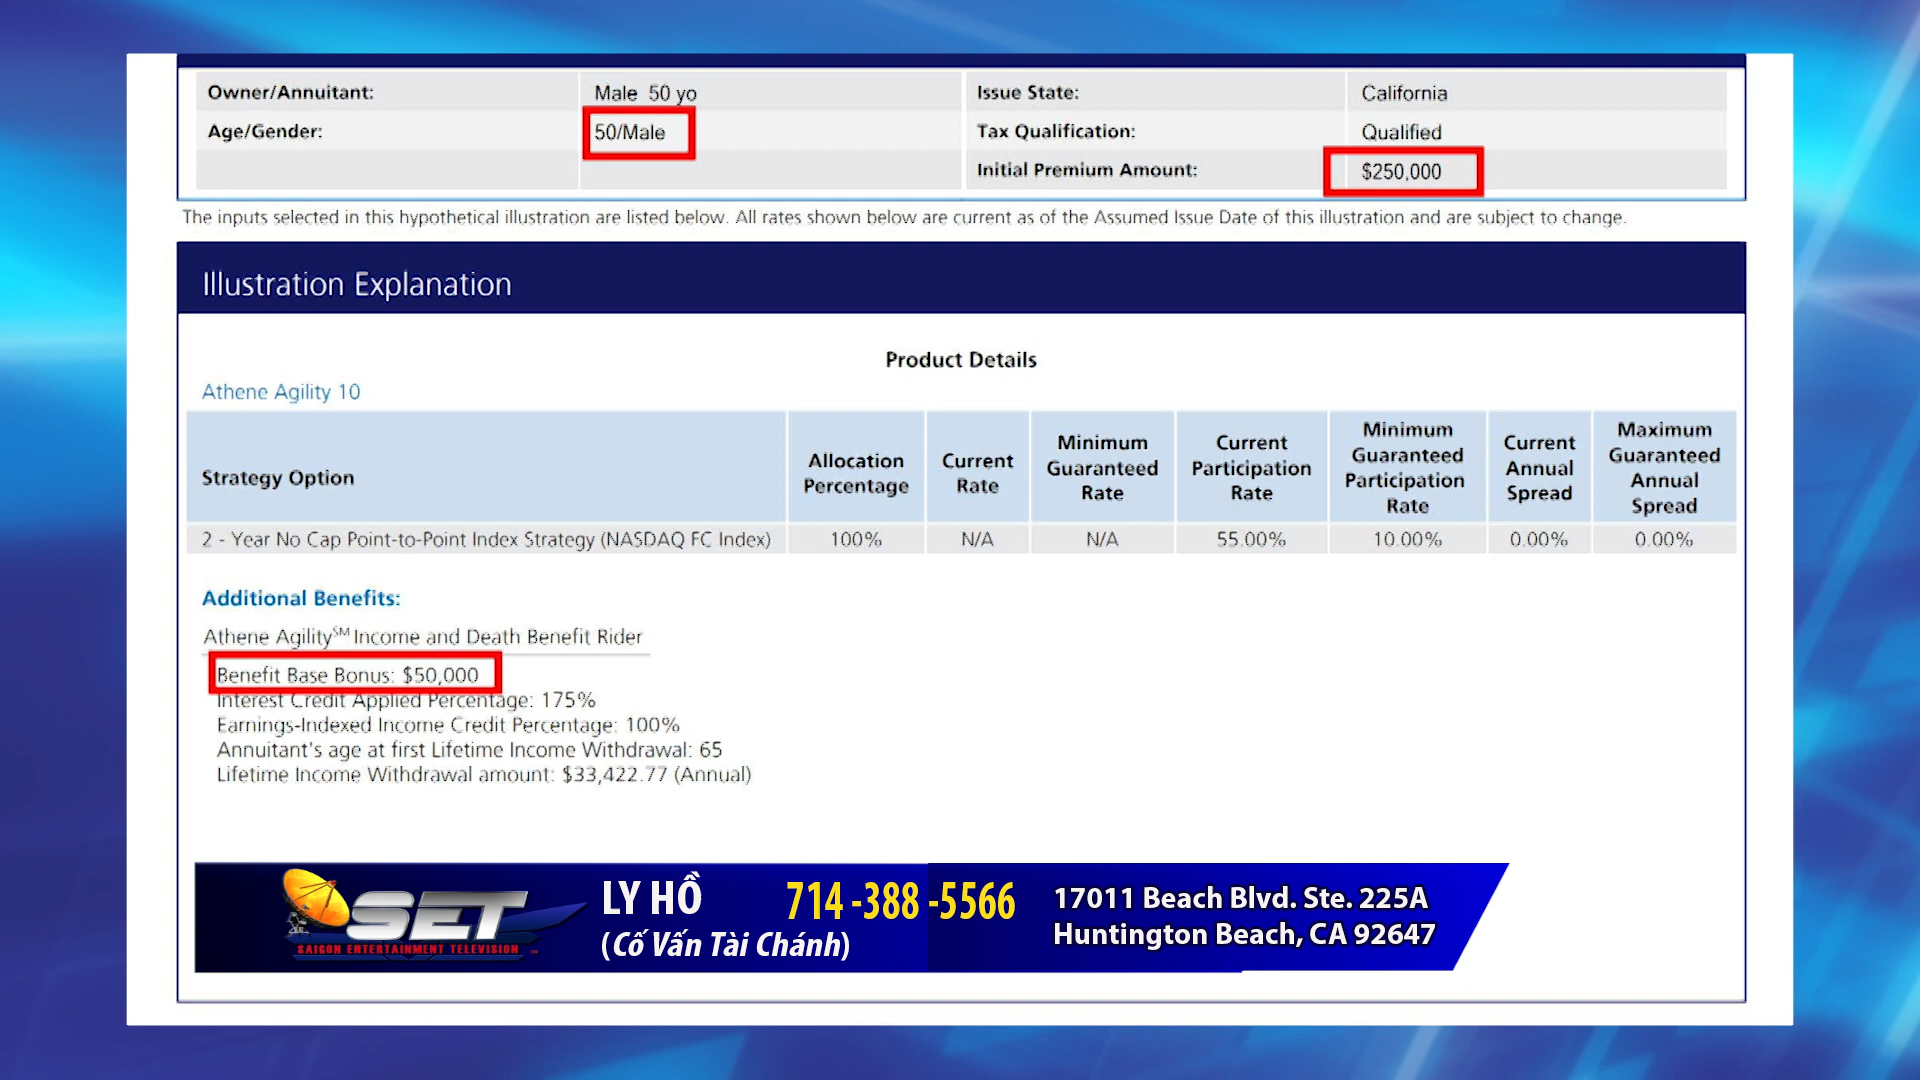 Owner/Annuitant: Male 50 yo Issue State: California
Age/Gender: 50/Male Tax Qualification: Qualified
Initial Premium Amount: $250,000
The inputs selected in this hypothetical illustration are listed below. All rates shown below are current as of the Assumed Issue Date of this illustration and are subject to change.
Illustration Explanation
Product Details
Athene Agility 10
Strategy Option
Allocation
Percentage
Current
Rate
Minimum
Guaranteed
Rate
Current
Participation
Rate
Minimum
Guaranteed
Participation
Rate
Current
Annual
Spread
Maximum
Guaranteed
Annual
Spread
2 - Year No Cap Point-to-Point Index Strategy (NASDAQ FC Index) 100% N/A N/A 55.00% 10.00% 0.00% 0.00%
Additional Benefits:
Athene Agility℠ Income and Death Benefit Rider
Benefit Base Bonus: $50,000
Interest Credit Applied Percentage: 175%
Earnings-Indexed Income Credit Percentage: 100%
Annuitant's age at first Lifetime Income Withdrawal: 65
Lifetime Income Withdrawal amount: $33,422.77 (Annual)
SET
SAIGON ENTERTAINMENT TELEVISION
LY HỒ
(Cố Vấn Tài Chánh)
714 -388 -5566
17011 Beach Blvd. Ste. 225A
Huntington Beach, CA 92647